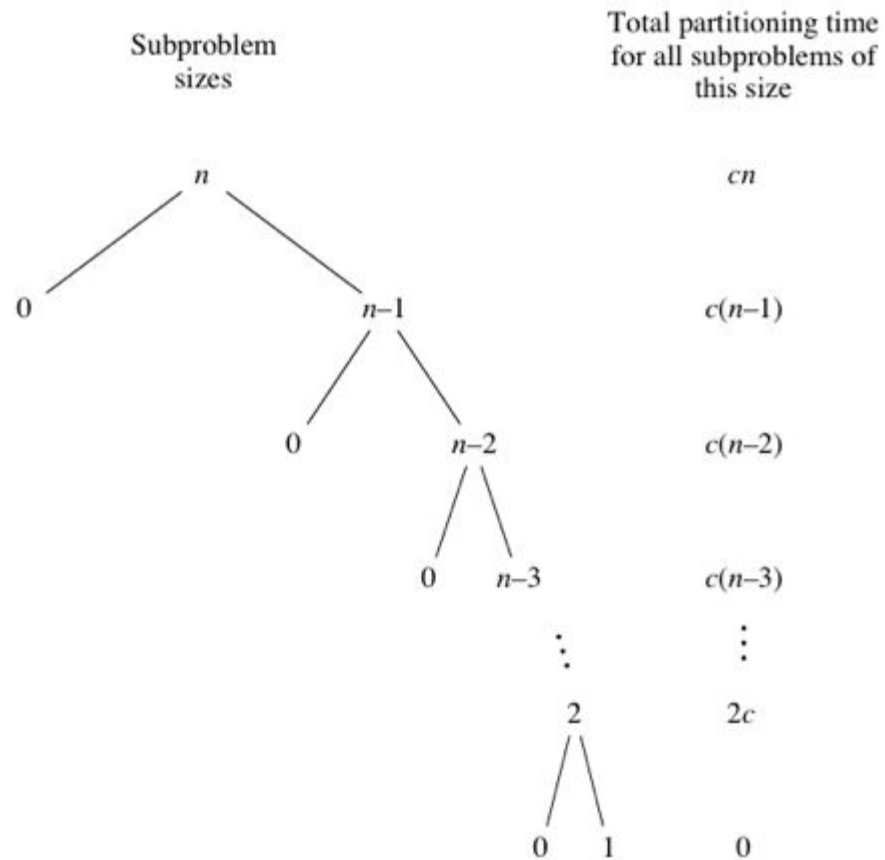 Subproblem
sizes
Total partitioning time
for all subproblems of
this size
n cn
0 n–1 c(n–1)
0 n–2 c(n–2)
0 n–3 c(n–3)
2 2c
0 1 0